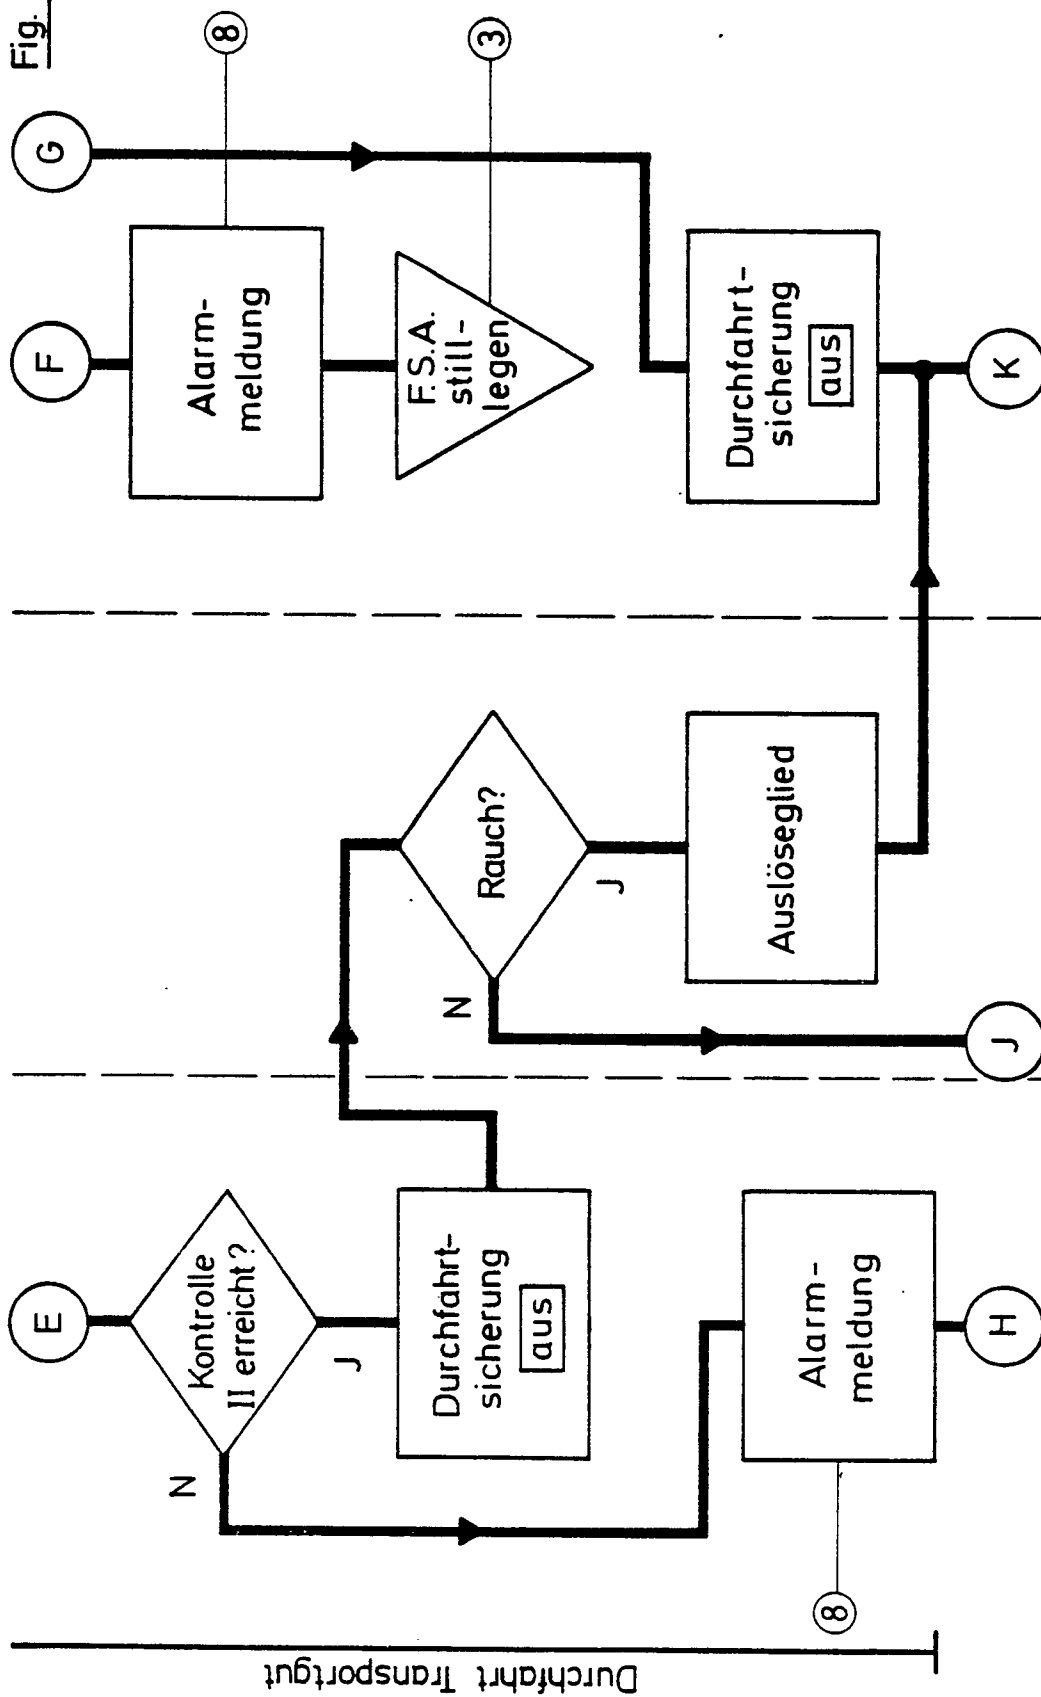 Fig.
E
Kontrolle
II erreicht?
N
J
Durchfahrt-
sicherung
aus
Alarm-
meldung
8
H
Durchfahrt Transportgut
Rauch?
N
J
Auslöseglied
J
F
G
Alarm-
meldung
8
F.S.A.
still-
legen
3
Durchfahrt-
sicherung
aus
K